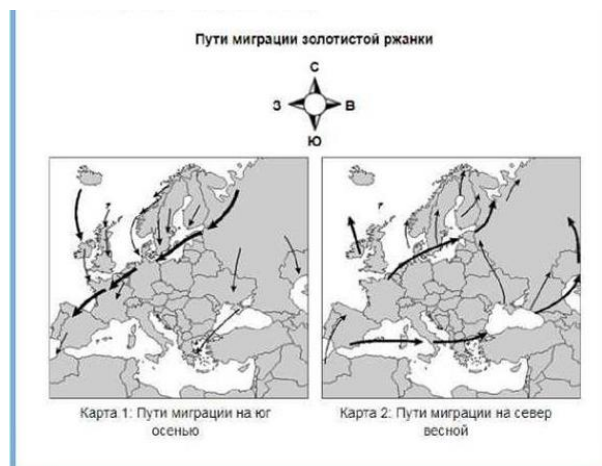 Пути миграции золотистой ржанки
С
З
В
Ю
Карта 1: Пути миграции на юг
осенью
Карта 2: Пути миграции на север
весной